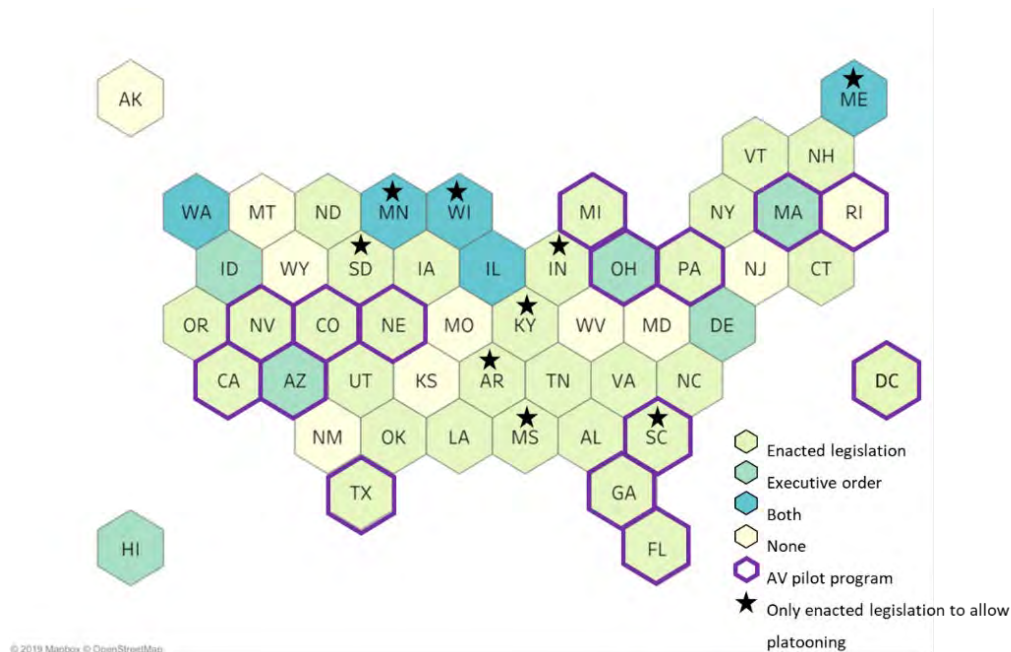 AK
ME
VT
NH
WA
MT
ND
MN
WI
MI
NY
MA
RI
ID
WY
SD
IA
IL
IN
OH
PA
NJ
CT
OR
NV
CO
NE
MO
KY
WV
MD
DE
CA
AZ
UT
KS
AR
TN
VA
NC
DC
NM
OK
LA
MS
AL
SC
TX
GA
HI
FL
Enacted legislation
Executive order
Both
None
AV pilot program
Only enacted legislation to allow
platooning
© 2019 Mapbox © OpenStreetMap